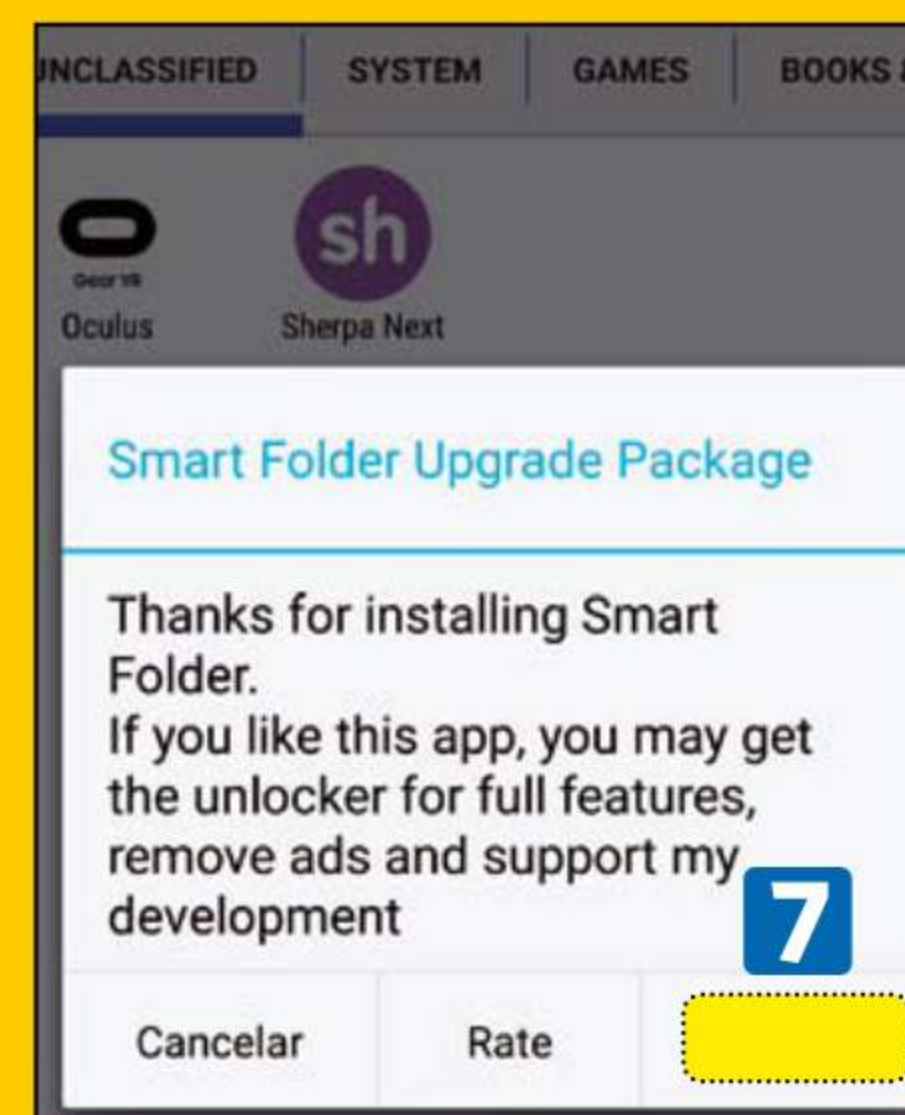 UNCLASSIFIED SYSTEM GAMES BOOKS &
sh
Gear VR
Oculus Sherpa Next
Smart Folder Upgrade Package
Thanks for installing Smart
Folder.
If you like this app, you may get
the unlocker for full features,
remove ads and support my
development
7
Cancelar Rate